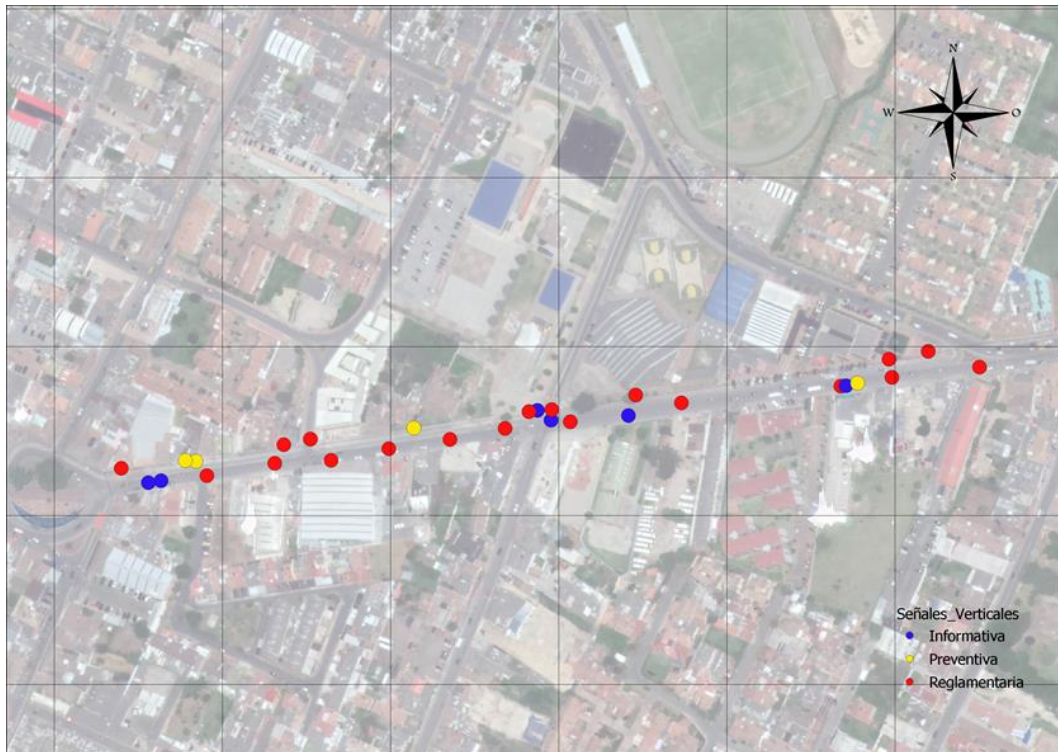 N
W O
S
Señales_Verticales
Informativa
Preventiva
Reglamentaria